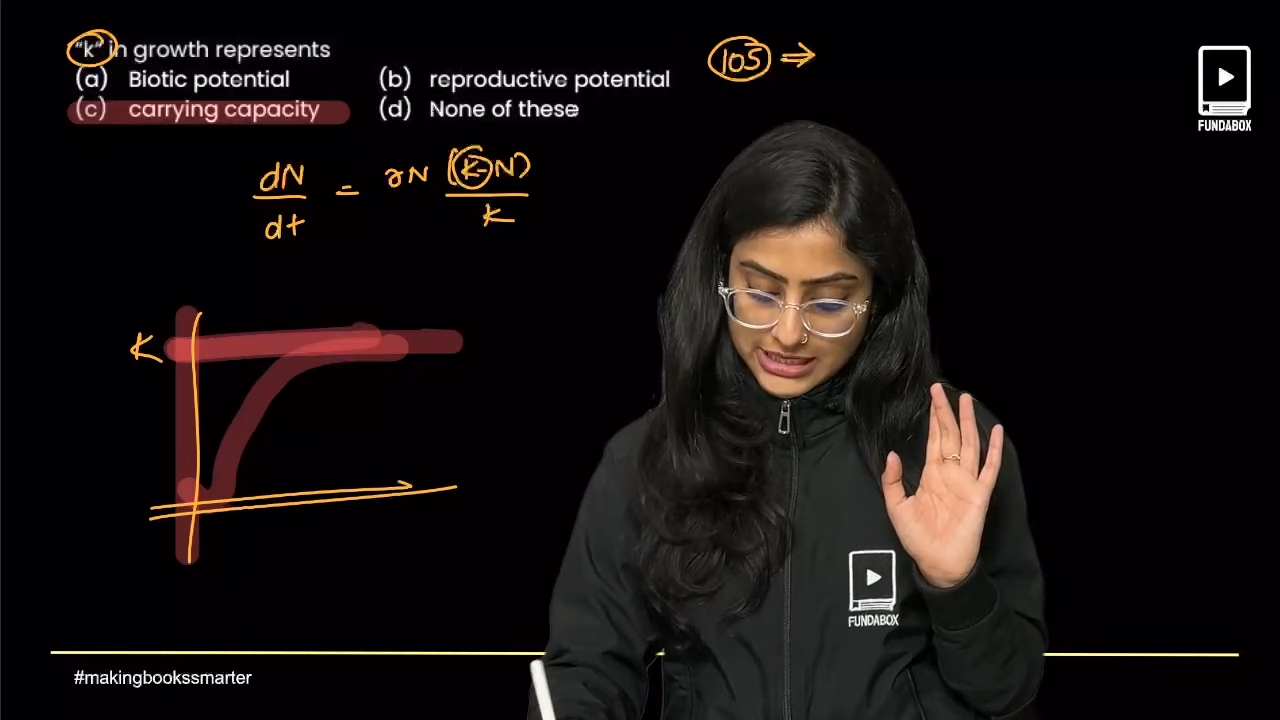 "k" in growth represents
(a) Biotic potential (b) reproductive potential
(c) carrying capacity (d) None of these
105 ⇒
dN/dt = rN (k-N)/k
K
FUNDABOX
FUNDABOX
#makingbookssmarter